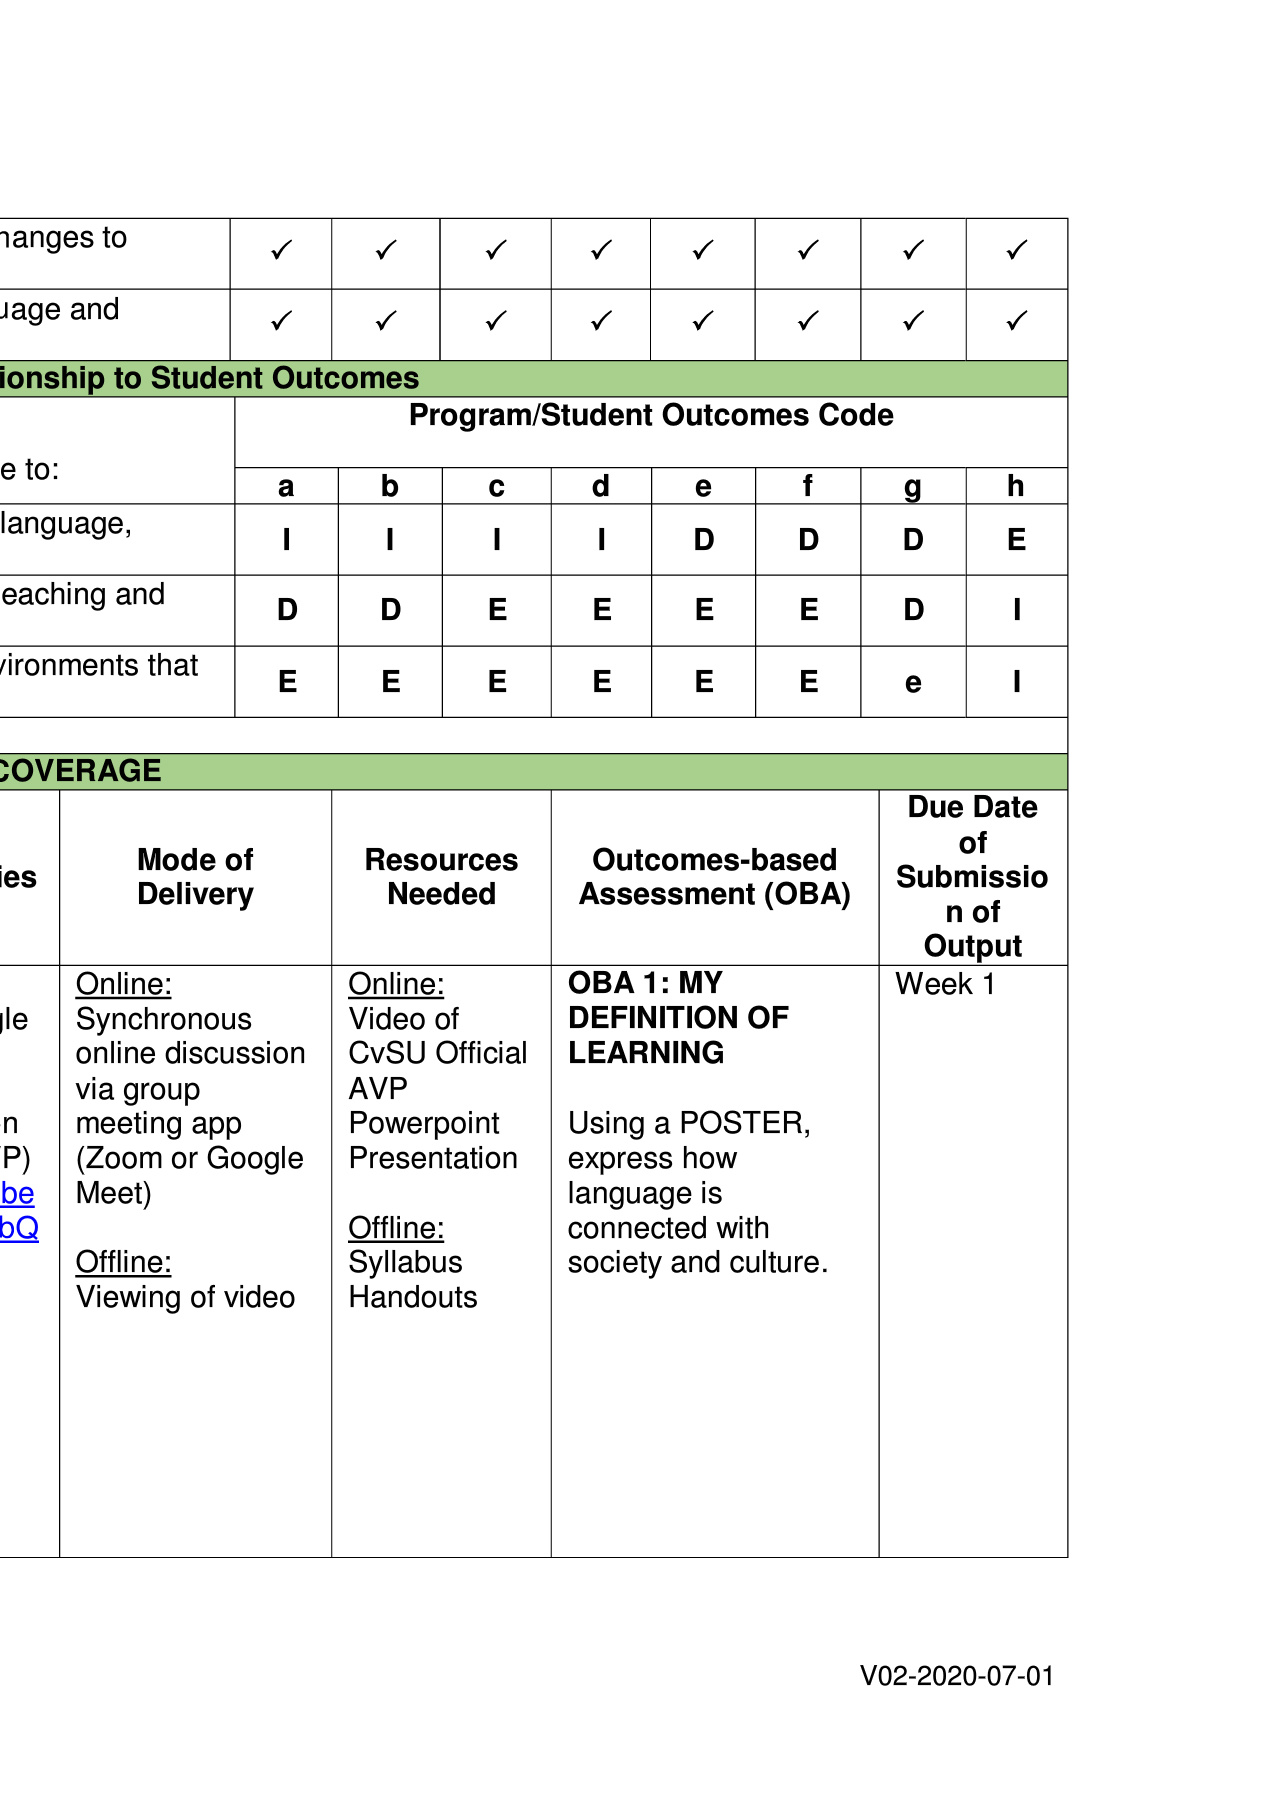 hanges to
✓ ✓ ✓ ✓ ✓ ✓ ✓ ✓
uage and
✓ ✓ ✓ ✓ ✓ ✓ ✓ ✓
ionship to Student Outcomes
Program/Student Outcomes Code
e to:
a b c d e f g h
language,
I I I I D D D E
eaching and
D D E E E E D I
vironments that
E E E E E E e I
COVERAGE
ies
Mode of
Delivery
Resources
Needed
Outcomes-based
Assessment (OBA)
Due Date
of
Submissio
n of
Output
gle
en
P)
be
bQ
Online:
Synchronous
online discussion
via group
meeting app
(Zoom or Google
Meet)
Offline:
Viewing of video
Online:
Video of
CvSU Official
AVP
Powerpoint
Presentation
Offline:
Syllabus
Handouts
OBA 1: MY
DEFINITION OF
LEARNING
Using a POSTER,
express how
language is
connected with
society and culture.
Week 1
V02-2020-07-01